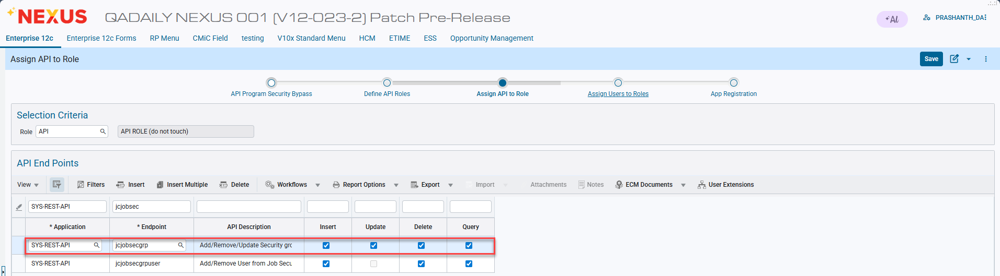 NEXUS
QADAILY NEXUS 001 (V12-023-2) Patch Pre-Release
AI
PRASHANTH_DA
Enterprise 12c Enterprise 12c Forms RP Menu CMiC Field testing V10x Standard Menu HCM ETIME ESS Opportunity Management
Assign API to Role
Save
API Program Security Bypass Define API Roles Assign API to Role Assign Users to Roles App Registration
Selection Criteria
Role API API ROLE (do not touch)
API End Points
View Filters Insert Insert Multiple Delete Workflows Report Options Export Import Attachments Notes ECM Documents User Extensions
SYS-REST-API jcjobsec
* Application * Endpoint API Description Insert Update Delete Query
SYS-REST-API jcjobsecgrp Add/Remove/Update Security grc
SYS-REST-API jcjobsecgrpuser Add/Remove User from Job Secu